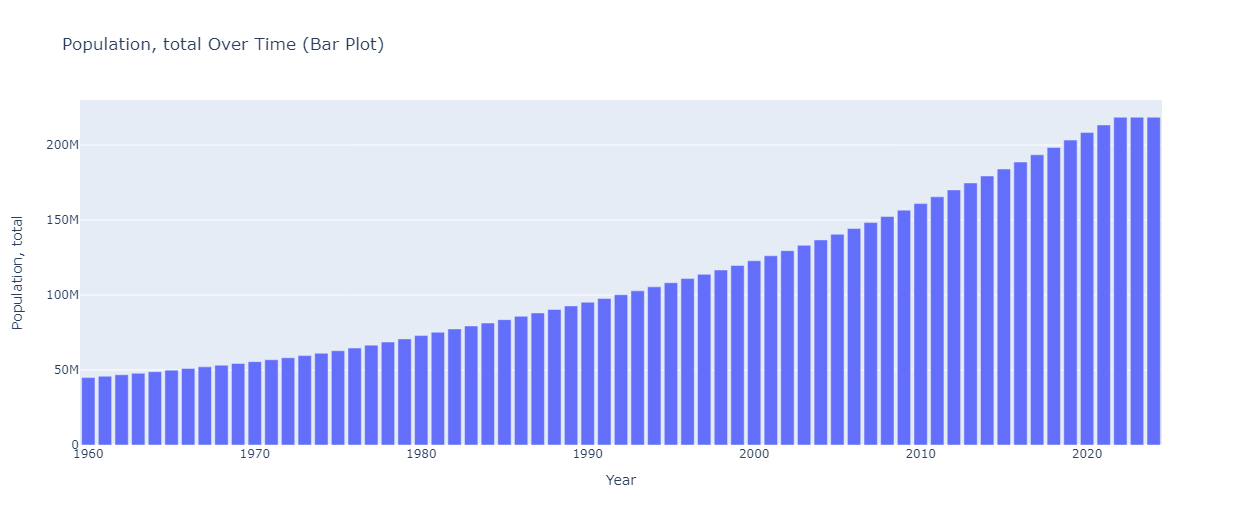 Population, total Over Time (Bar Plot)
Population, total
200M
150M
100M
50M
0
1960 1970 1980 1990 2000 2010 2020
Year